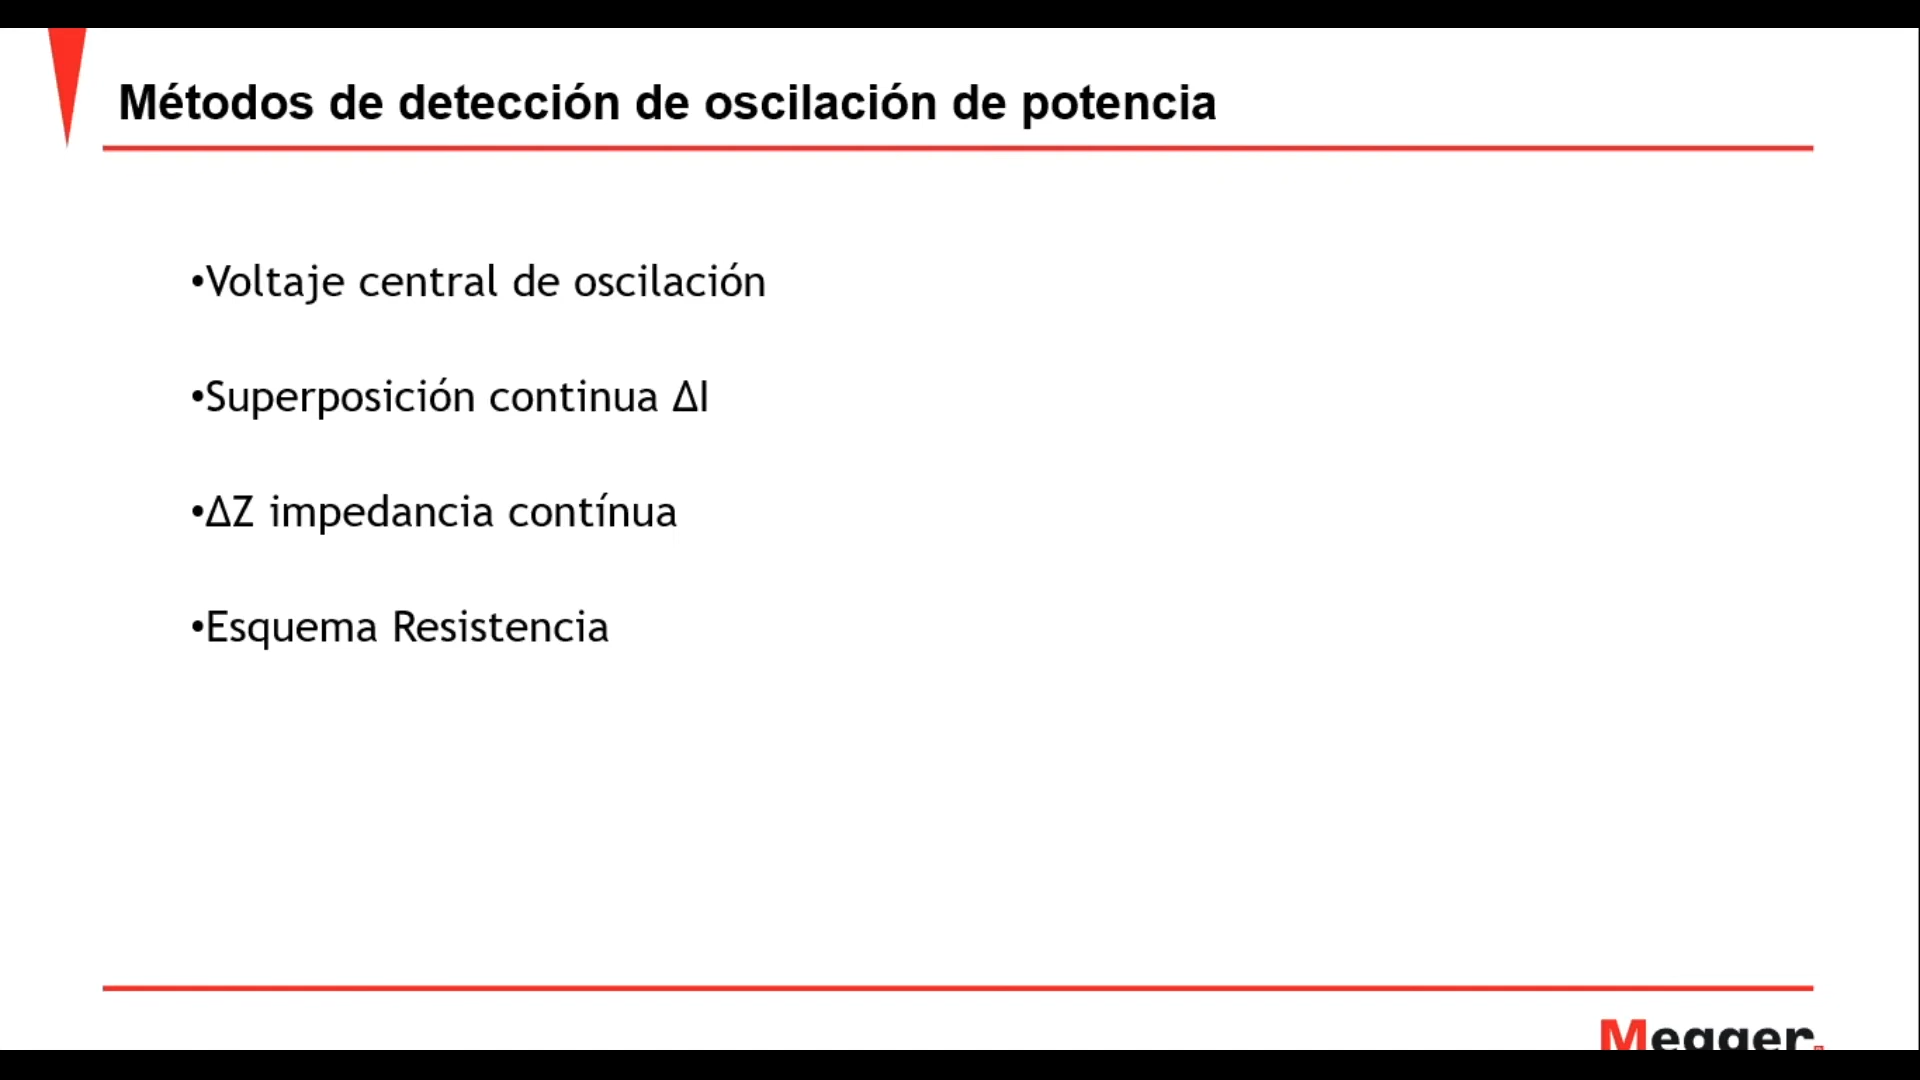 Métodos de detección de oscilación de potencia
•Voltaje central de oscilación
•Superposición continua ΔI
•ΔZ impedancia contínua
•Esquema Resistencia
Megger.